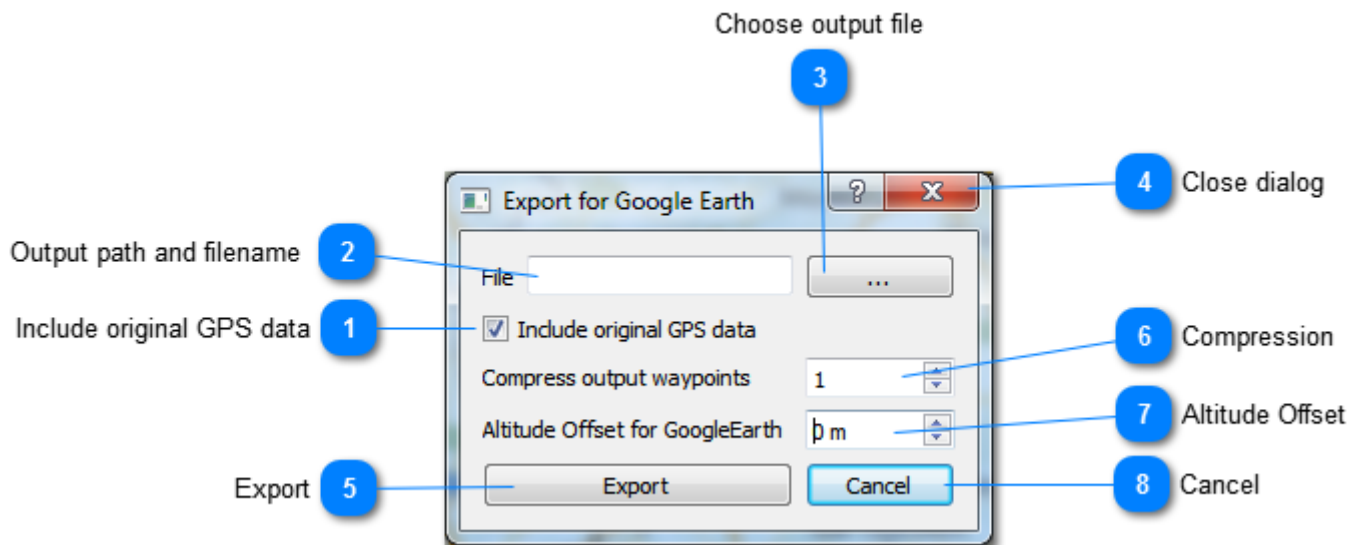 Choose output file
3
Export for Google Earth ? X
4 Close dialog
Output path and filename 2
File ...
Include original GPS data 1
Include original GPS data
6 Compression
Compress output waypoints 1
7 Altitude Offset
Altitude Offset for GoogleEarth 0 m
Export 5
Export Cancel
8 Cancel